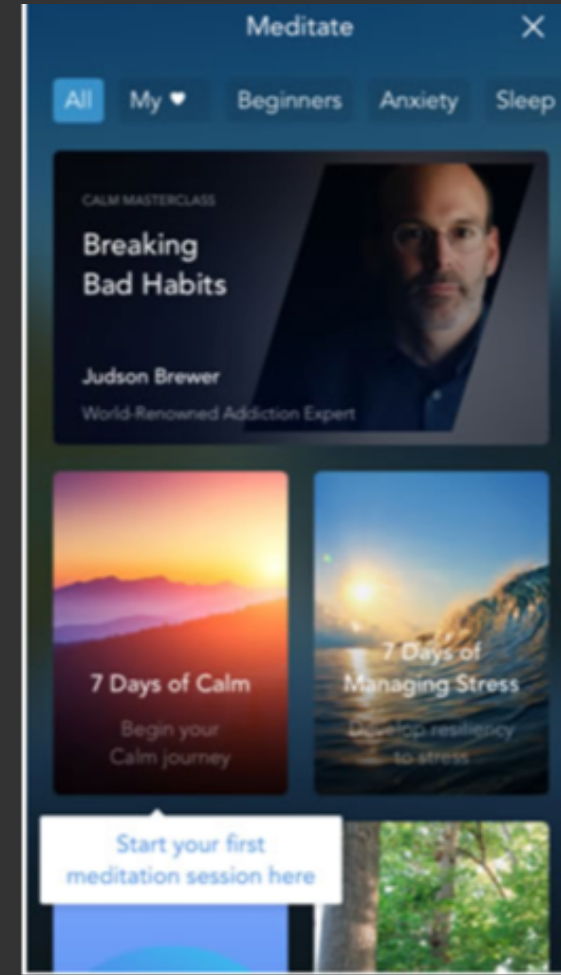 Meditate
All My ♥ Beginners Anxiety Sleep
CALM MASTERCLASS
Breaking
Bad Habits
Judson Brewer
World-Renowned Addiction Expert
7 Days of Calm
Begin your
Calm journey
7 Days of
Managing Stress
Develop resiliency
to stress
Start your first
meditation session here